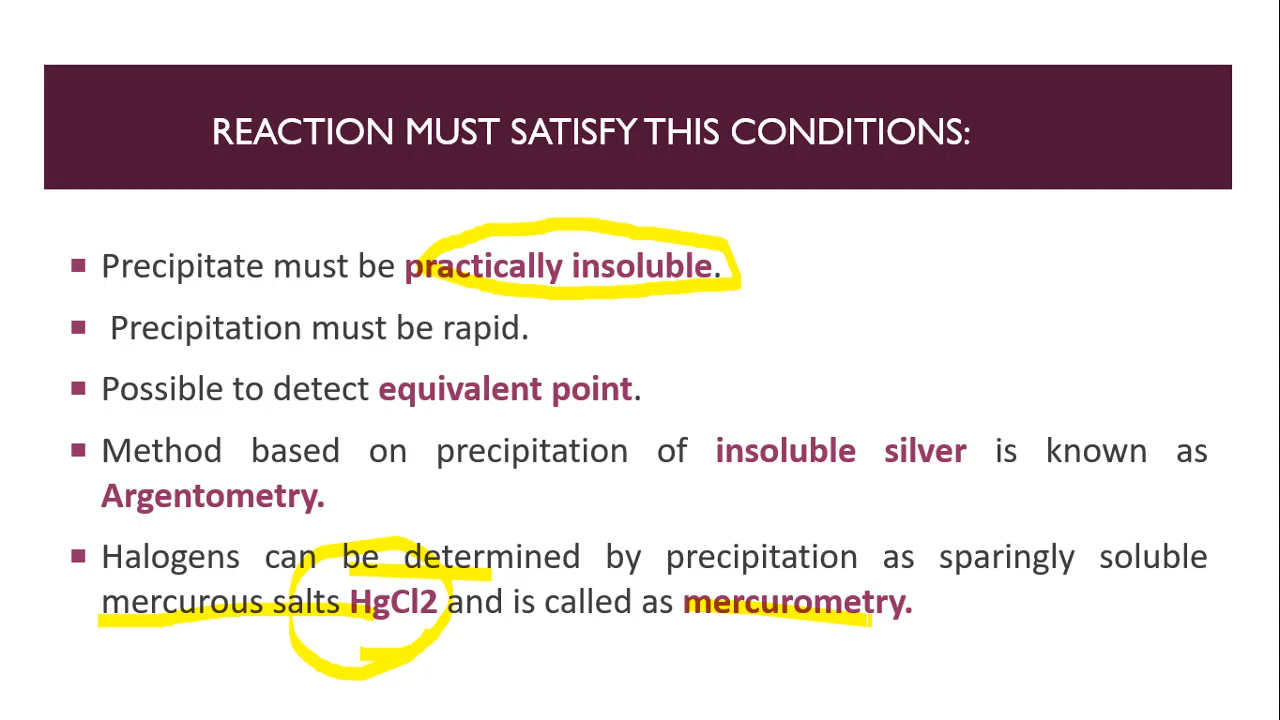 REACTION MUST SATISFY THIS CONDITIONS:
Precipitate must be practically insoluble.
Precipitation must be rapid.
Possible to detect equivalent point.
Method based on precipitation of insoluble silver is known as
Argentometry.
Halogens can be determined by precipitation as sparingly soluble
mercurous salts HgCl2 and is called as mercurometry.